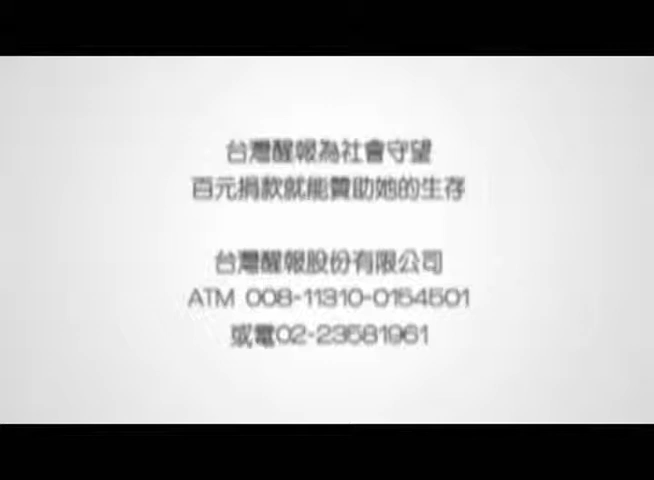 台灣醒報為社會守望
百元捐款就能贊助她的生存
台灣醒報股份有限公司
ATM 008-11310-0154501
或電02-23581961